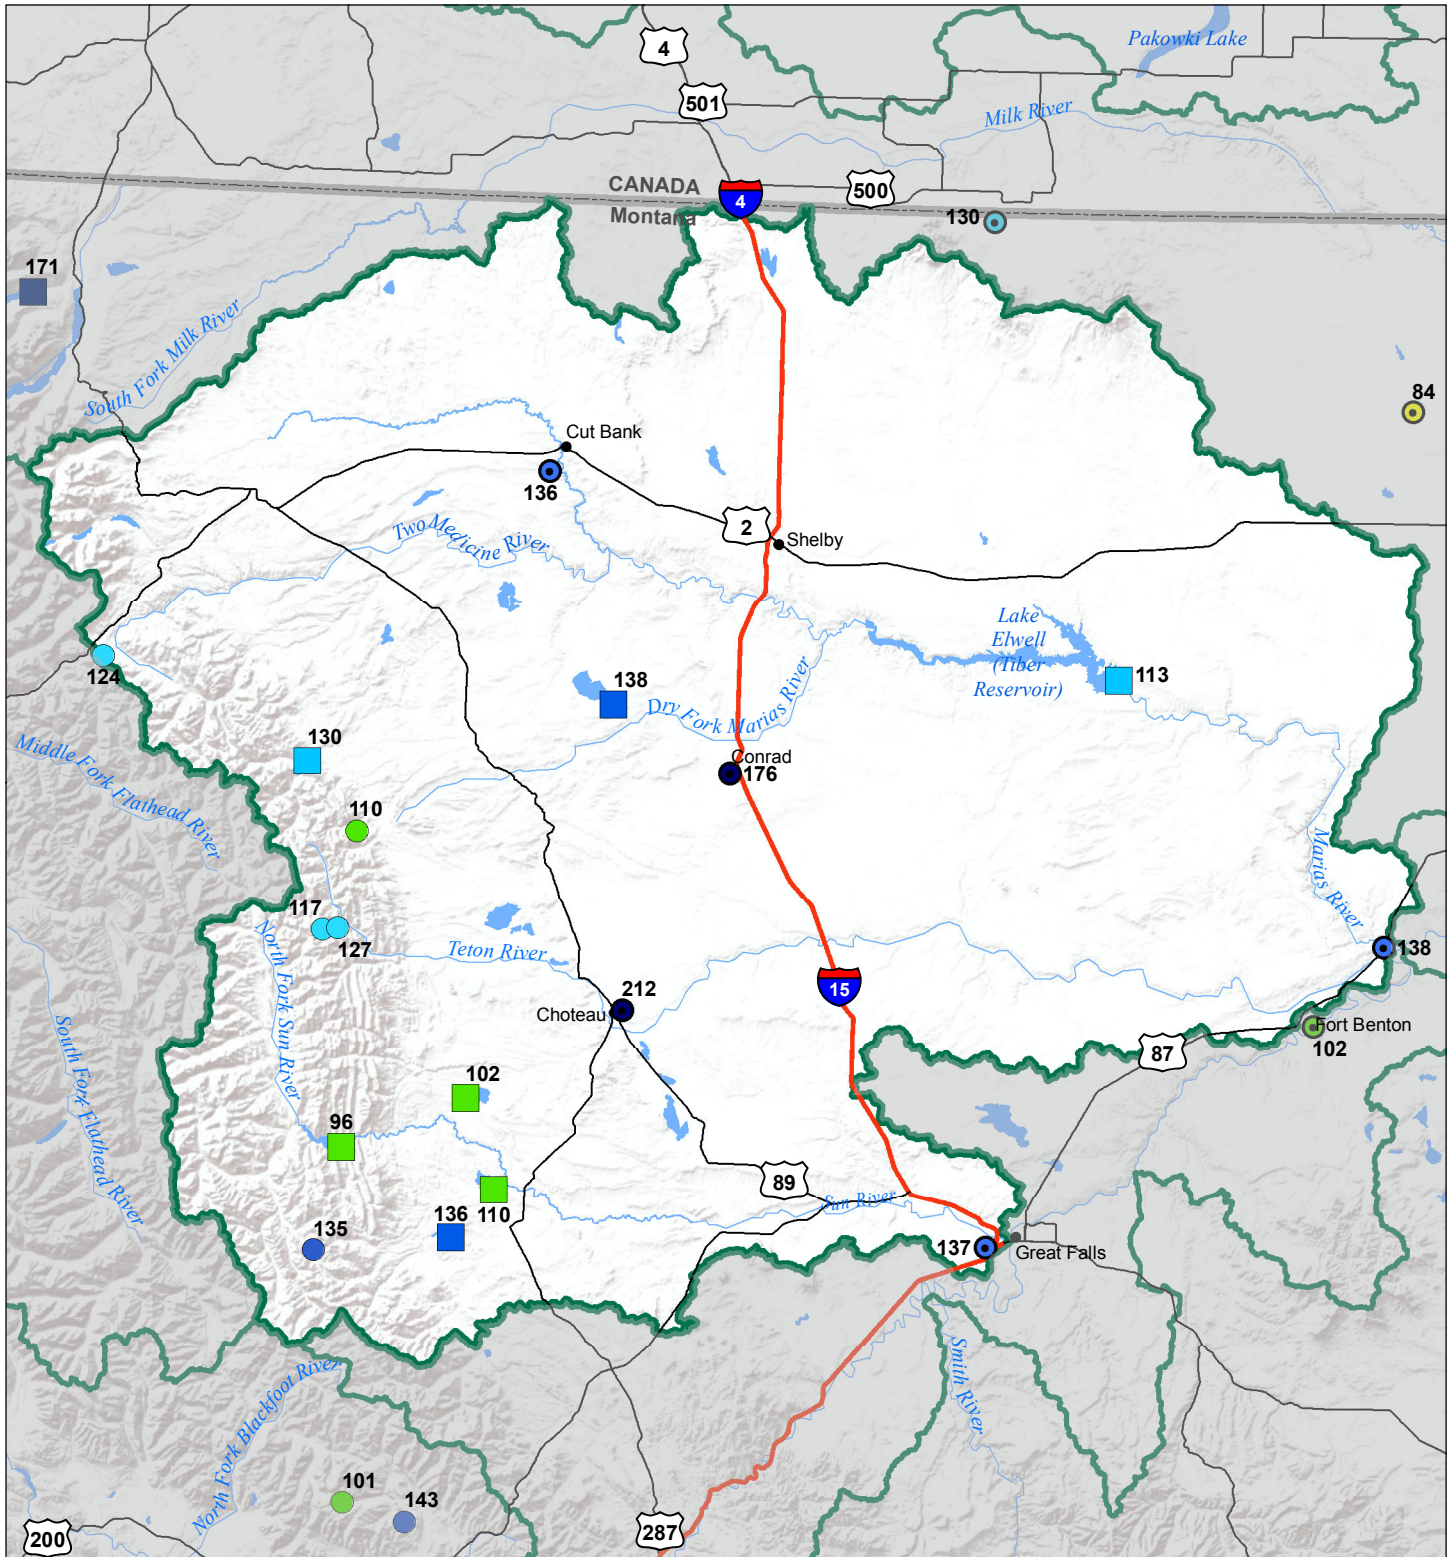 4
Pakowki Lake
501
Milk River
CANADA
500
4
Montana
130
171
South Fork Milk River
84
Cut Bank
136
2
Two Medicine River
Shelby
Lake
Elwell
(Tiber
Reservoir)
124
138
113
Dry Fork Marias River
130
Middle Fork Flathead River
Conrad
176
110
Marias River
117
127
North Fork Sun River
Teton River
138
212
15
Choteau
South Fork Flathead River
Fort Benton
87
102
102
96
89
110
Sun River
136
135
137
Great Falls
Smith River
North Fork Blackfoot River
101
143
200
287